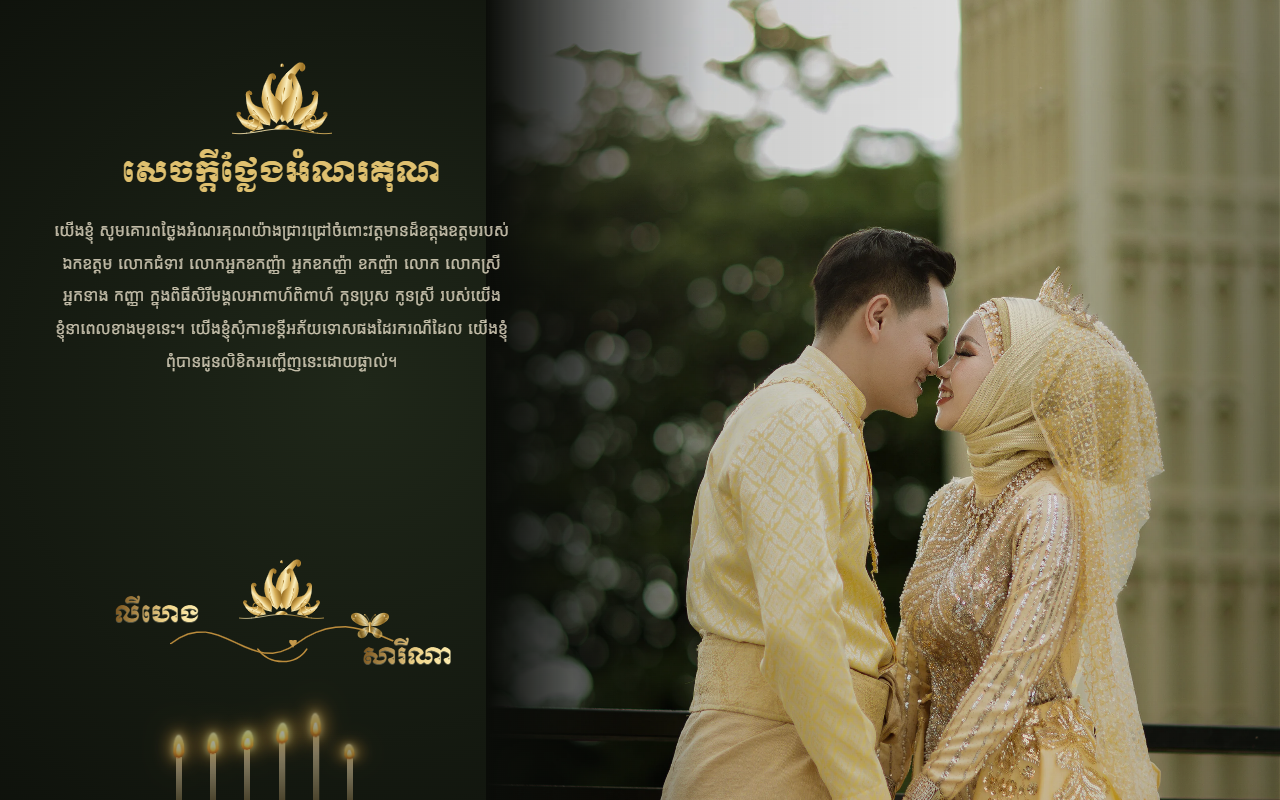 សេចក្តីថ្លែងអំណរគុណ
យើងខ្ញុំ សូមគោរពថ្លែងអំណរគុណយ៉ាងជ្រាវជ្រៅចំពោះវត្តមានដ៏ឧត្តុងឧត្តមរបស់
ឯកឧត្តម លោកជំទាវ លោកអ្នកឧកញ៉ា អ្នកឧកញ៉ា ឧកញ៉ា លោក លោកស្រី
អ្នកនាង កញ្ញា ក្នុងពិធីសិរីមង្គលអាពាហ៍ពិពាហ៍ កូនប្រុស កូនស្រី របស់យើង
ខ្ញុំនាពេលខាងមុខនេះ។ យើងខ្ញុំសុំការខន្តីអភ័យទោសផងដែរករណីដែល យើងខ្ញុំ
ពុំបានជូនលិខិតអញ្ជើញនេះដោយផ្ទាល់។
លីហេង
សារីណា